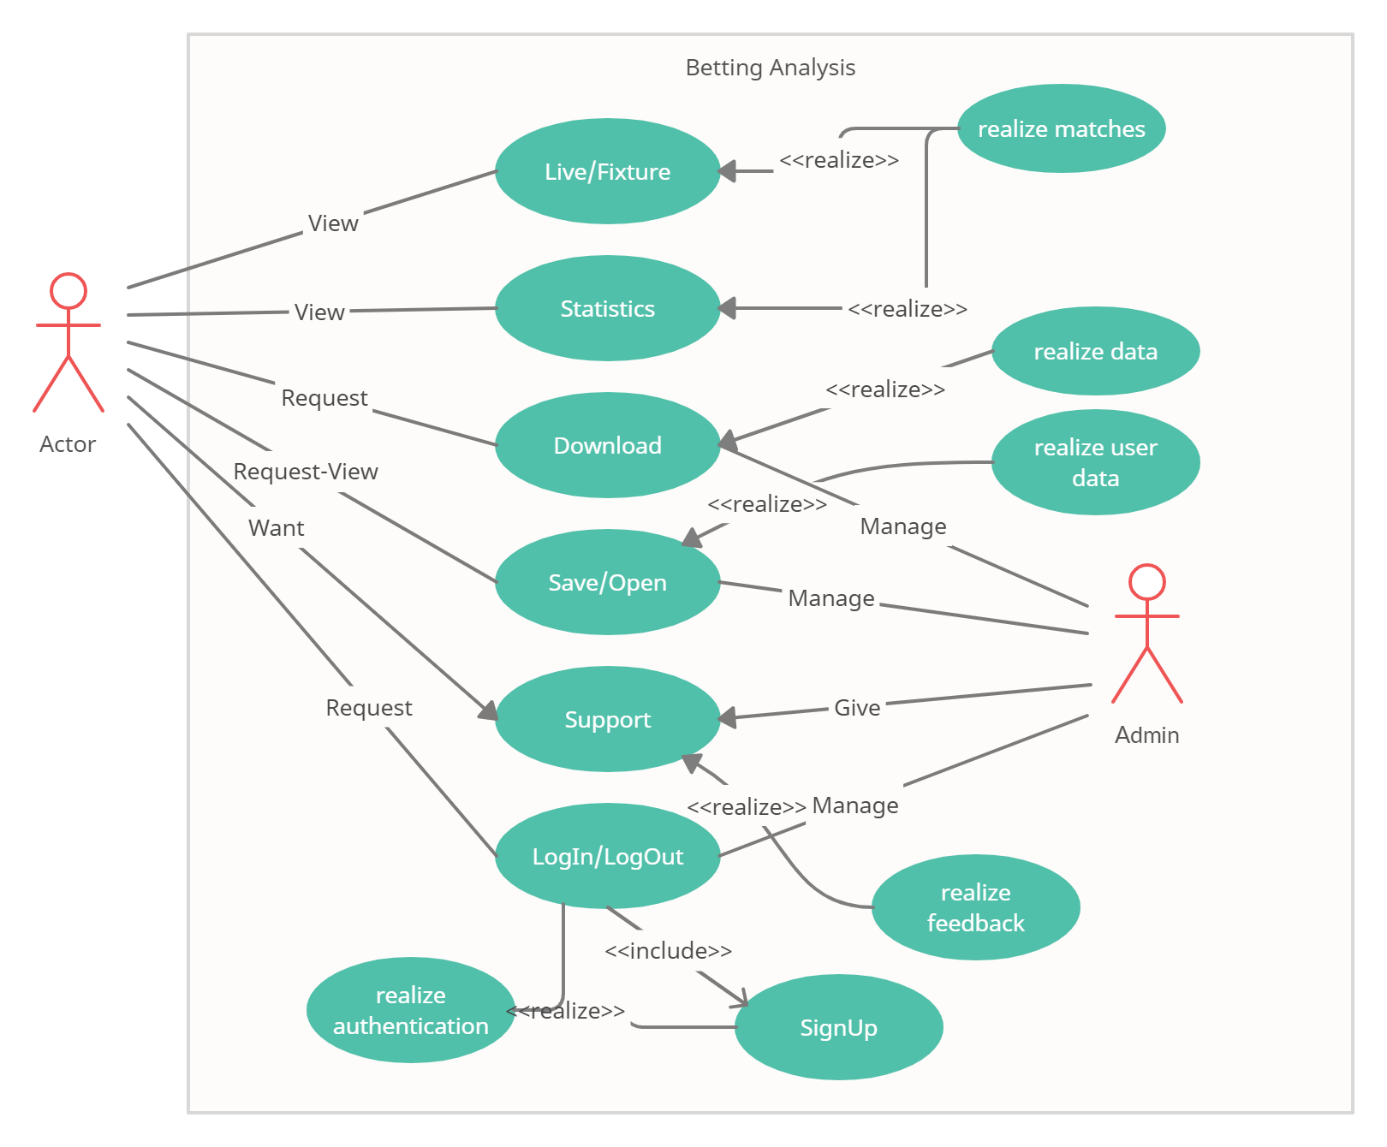 Betting Analysis
realize matches
<<realize>>
Live/Fixture
View
Statistics
View
<<realize>>
realize data
<<realize>>
Request
Download
Actor
realize user
data
Request-View
<<realize>>
Want
Manage
Save/Open
Manage
Request
Support
Give
Admin
<<realize>>
Manage
LogIn/LogOut
realize
feedback
<<include>>
realize
authentication
<<realize>>
SignUp